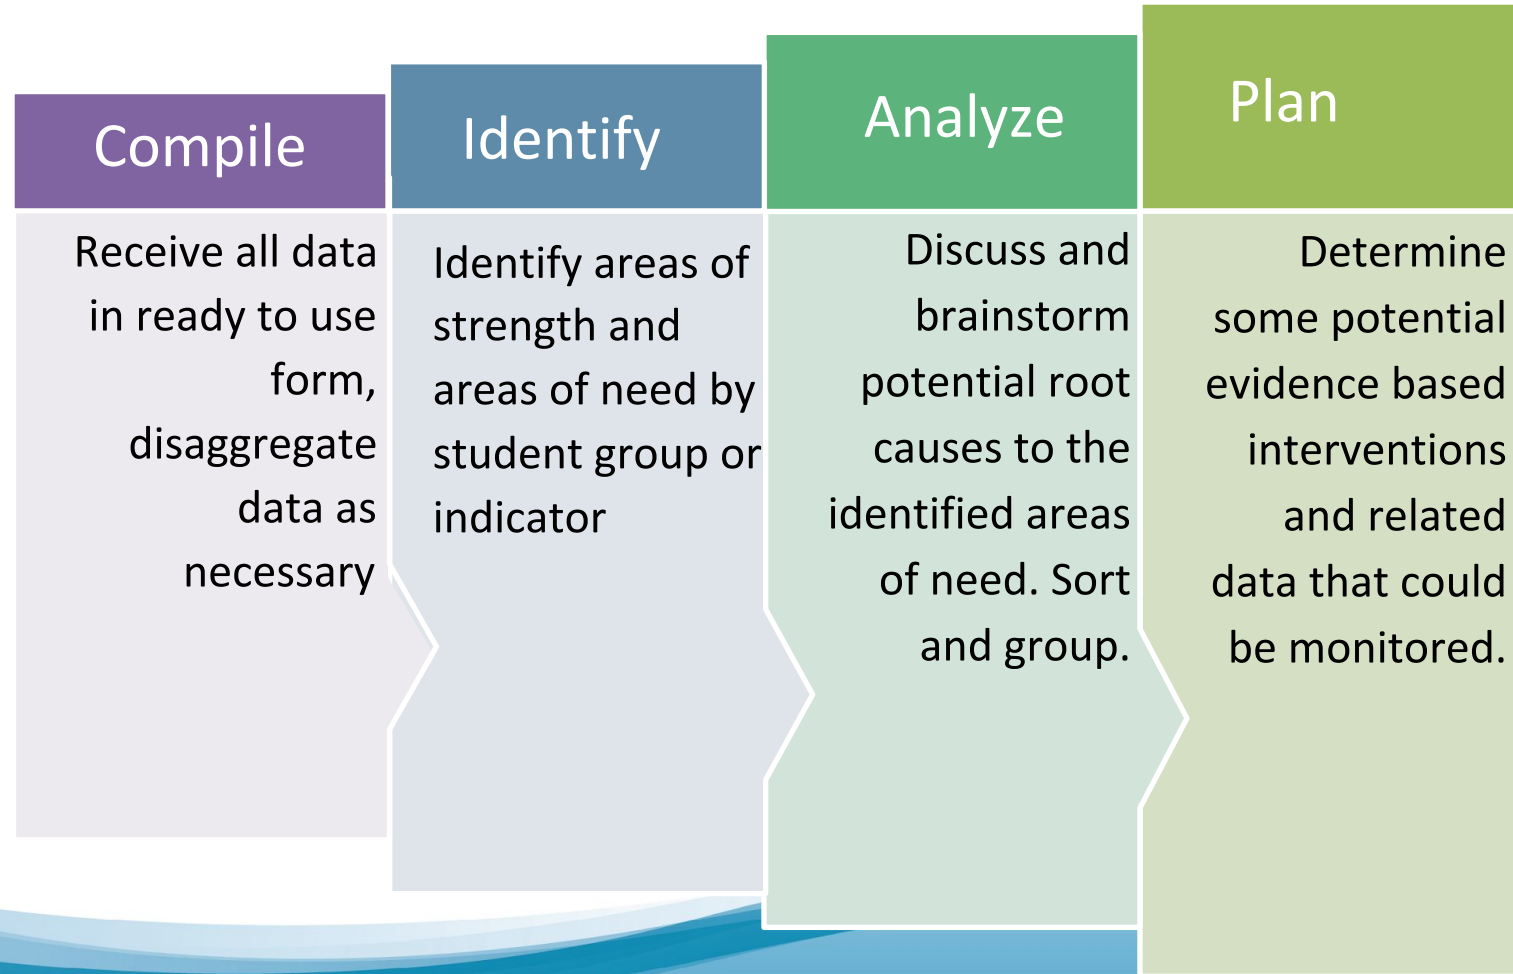 Compile
Receive all data
in ready to use
form,
disaggregate
data as
necessary
Identify
Identify areas of
strength and
areas of need by
student group or
indicator
Analyze
Discuss and
brainstorm
potential root
causes to the
identified areas
of need. Sort
and group.
Plan
Determine
some potential
evidence based
interventions
and related
data that could
be monitored.